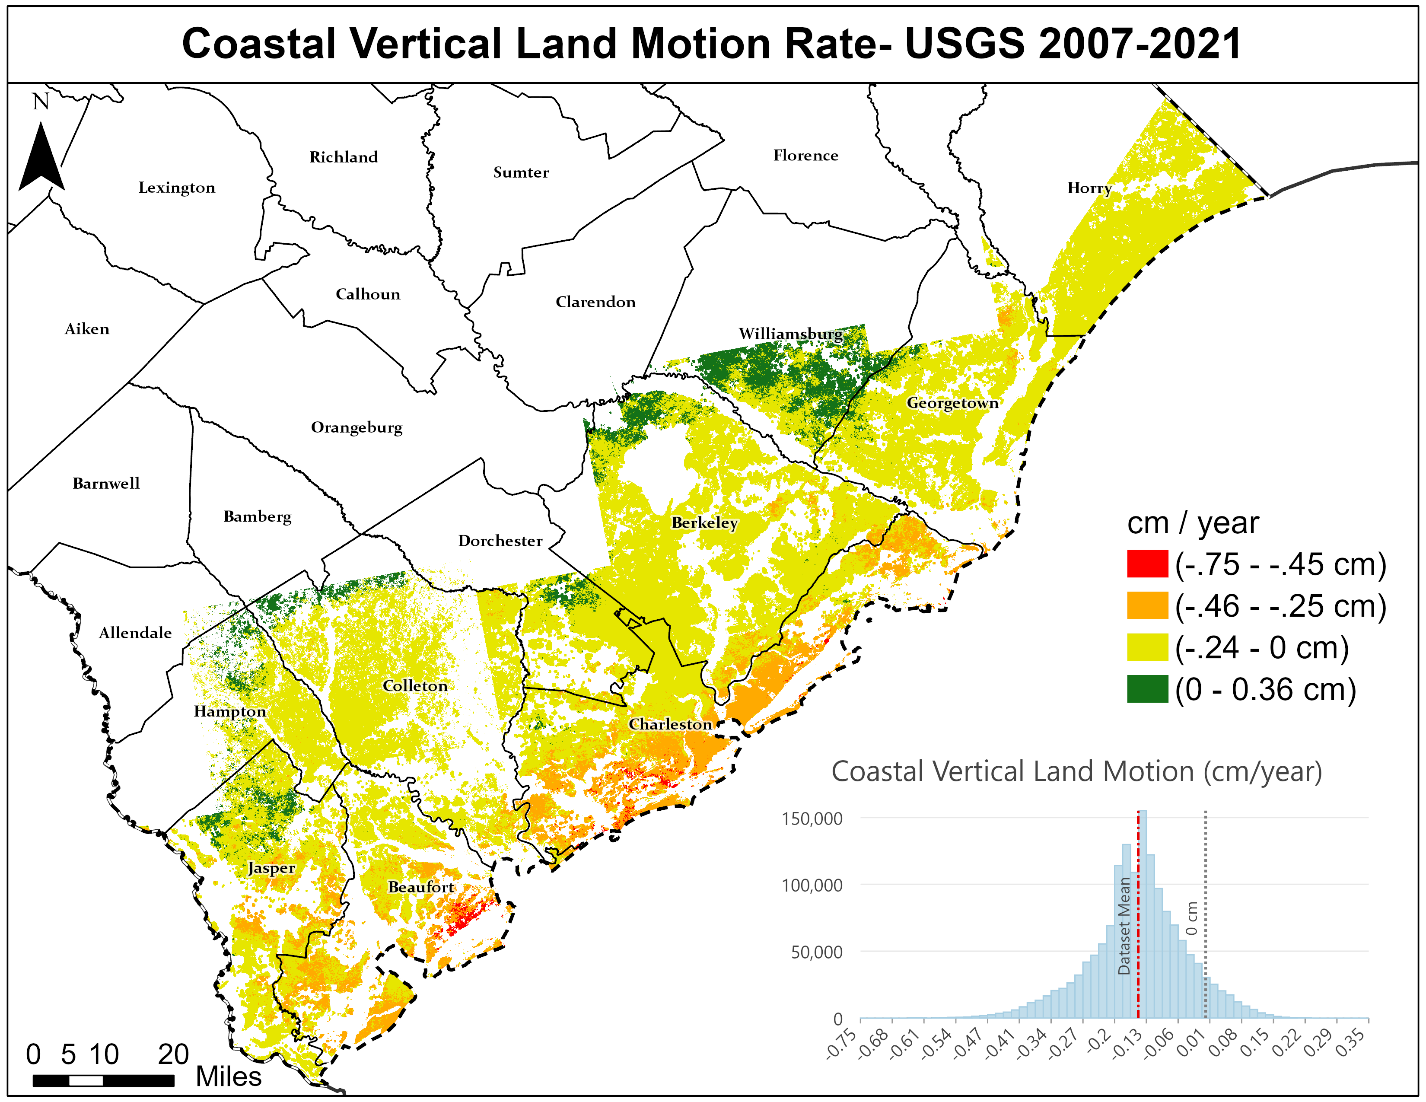 Coastal Vertical Land Motion Rate- USGS 2007-2021
N
Richland
Florence
Sumter
Lexington
Horry
Calhoun
Clarendon
Aiken
Williamsburg
Georgetown
Orangeburg
Barnwell
Bamberg
Berkeley
Dorchester
Allendale
Colleton
Hampton
Charleston
Jasper
Beaufort
cm / year
(-.75 - -.45 cm)
(-.46 - -.25 cm)
(-.24 - 0 cm)
(0 - 0.36 cm)
Coastal Vertical Land Motion (cm/year)
150,000
100,000
50,000
0
Dataset Mean
0 cm
-0.75 -0.68 -0.61 -0.54 -0.47 -0.41 -0.34 -0.27 -0.2 -0.13 -0.06 0.01 0.08 0.15 0.22 0.29 0.35
0 5 10 20
Miles